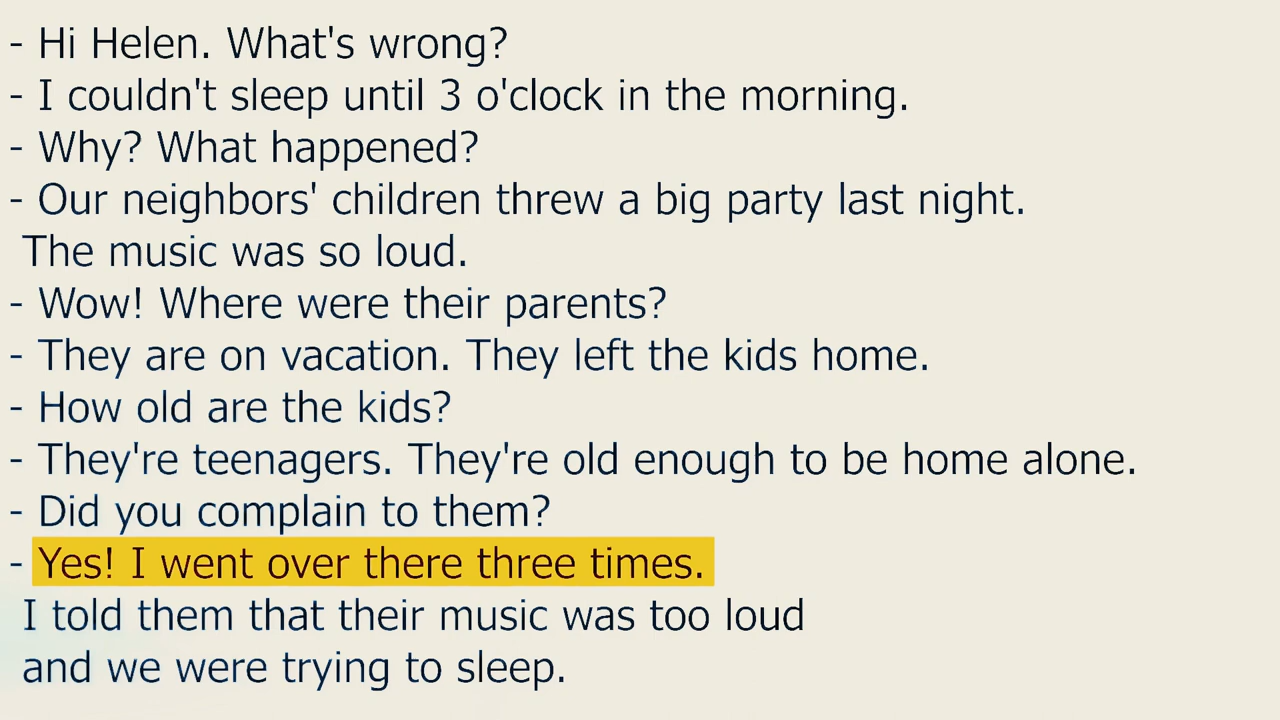 - Hi Helen. What's wrong?
- I couldn't sleep until 3 o'clock in the morning.
- Why? What happened?
- Our neighbors' children threw a big party last night.
The music was so loud.
- Wow! Where were their parents?
- They are on vacation. They left the kids home.
- How old are the kids?
- They're teenagers. They're old enough to be home alone.
- Did you complain to them?
- Yes! I went over there three times.
I told them that their music was too loud
and we were trying to sleep.